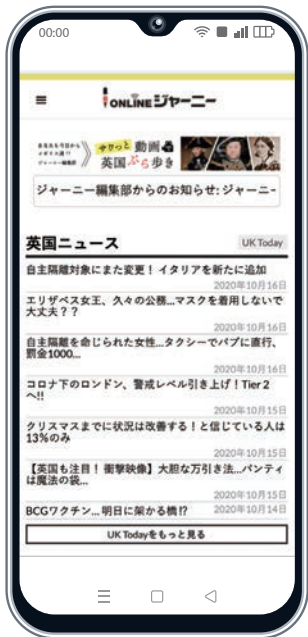 00:00
ONLINEジャーニー
サクッと動画
英国ぶら歩き
ジャーニー編集部からのお知らせ: ジャーニー
英国ニュース
UK Today
自主隔離対象にまた変更！イタリアを新たに追加
2020年10月16日
エリザベス女王、久々の公務...マスクを着用しないで
大丈夫？？
2020年10月16日
自主隔離を命じられた女性...タクシーでパブに直行、
罰金1000...
2020年10月16日
コロナ下のロンドン、警戒レベル引き上げ！Tier 2
へ!!
2020年10月15日
クリスマスまでに状況は改善する！と信じている人は
13%のみ
2020年10月15日
【英国も注目！衝撃映像】大胆な万引き法...パンティ
は魔法の袋...
2020年10月15日
BCGワクチン...明日に架かる橋⁉
2020年10月14日
UK Todayをもっと見る